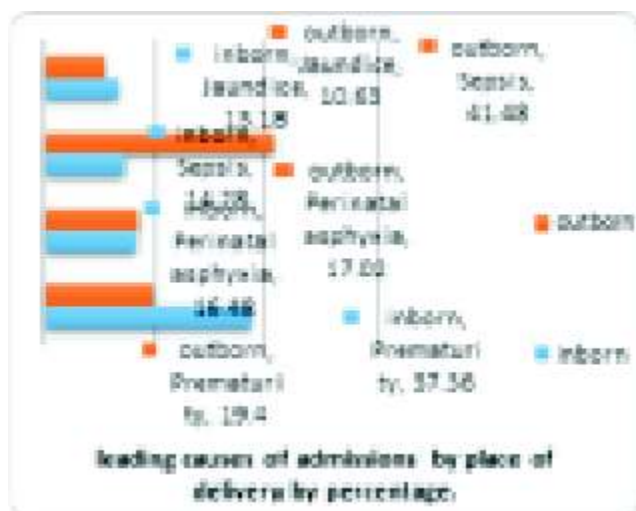 outborn,
Jaundice,
10.63
outborn,
Sepsis,
41.48
inborn,
Jaundice,
13.18
inborn,
Sepsis,
outborn,
Perinatal
asphyxia,
17.02
inborn,
Perinatal
asphyxia,
16.48
outborn
inborn,
Prematuri
ty, 37.36
outborn,
Prematuri
ty, 19.4
inborn
leading causes of admissions by place of
delivery by percentage.